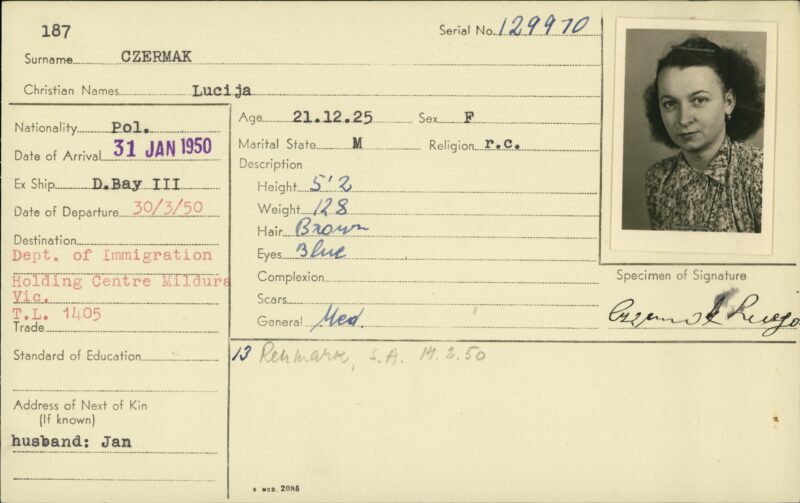 187
Serial No. 129970
Surname CZERMAK
Christian Names Lucija
Nationality Pol.
Date of Arrival 31 JAN 1950
Ex Ship D.Bay III
Date of Departure 30/3/50
Destination
Dept. of Immigration
Holding Centre Mildura
Vic.
T.L. 1405
Trade
Standard of Education
Address of Next of Kin
(If known)
husband: Jan
Age 21.12.25 Sex F
Marital State M Religion r.c.
Description
Height 5'2
Weight 128
Hair Brown
Eyes Blue
Complexion
Scars
General Med.
Specimen of Signature
13 Renmark, S.A. 2.50
S MCD. 2085